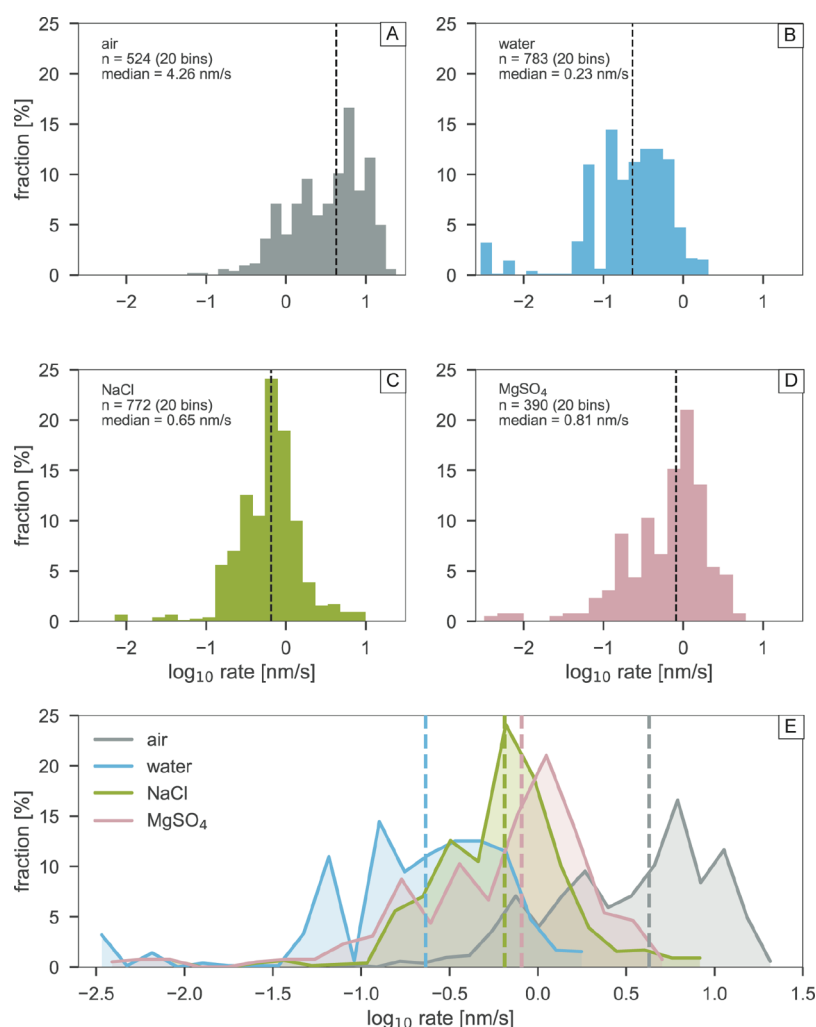 A
air
n = 524 (20 bins)
median = 4.26 nm/s
fraction [%]
25
20
15
10
5
0
−2 −1 0 1
B
water
n = 783 (20 bins)
median = 0.23 nm/s
25
20
15
10
5
0
−2 −1 0 1
C
NaCl
n = 772 (20 bins)
median = 0.65 nm/s
fraction [%]
25
20
15
10
5
0
−2 −1 0 1
log₁₀ rate [nm/s]
D
MgSO₄
n = 390 (20 bins)
median = 0.81 nm/s
25
20
15
10
5
0
−2 −1 0 1
log₁₀ rate [nm/s]
E
air
water
NaCl
MgSO₄
fraction [%]
25
20
15
10
5
0
−2.5 −2.0 −1.5 −1.0 −0.5 0.0 0.5 1.0 1.5
log₁₀ rate [nm/s]